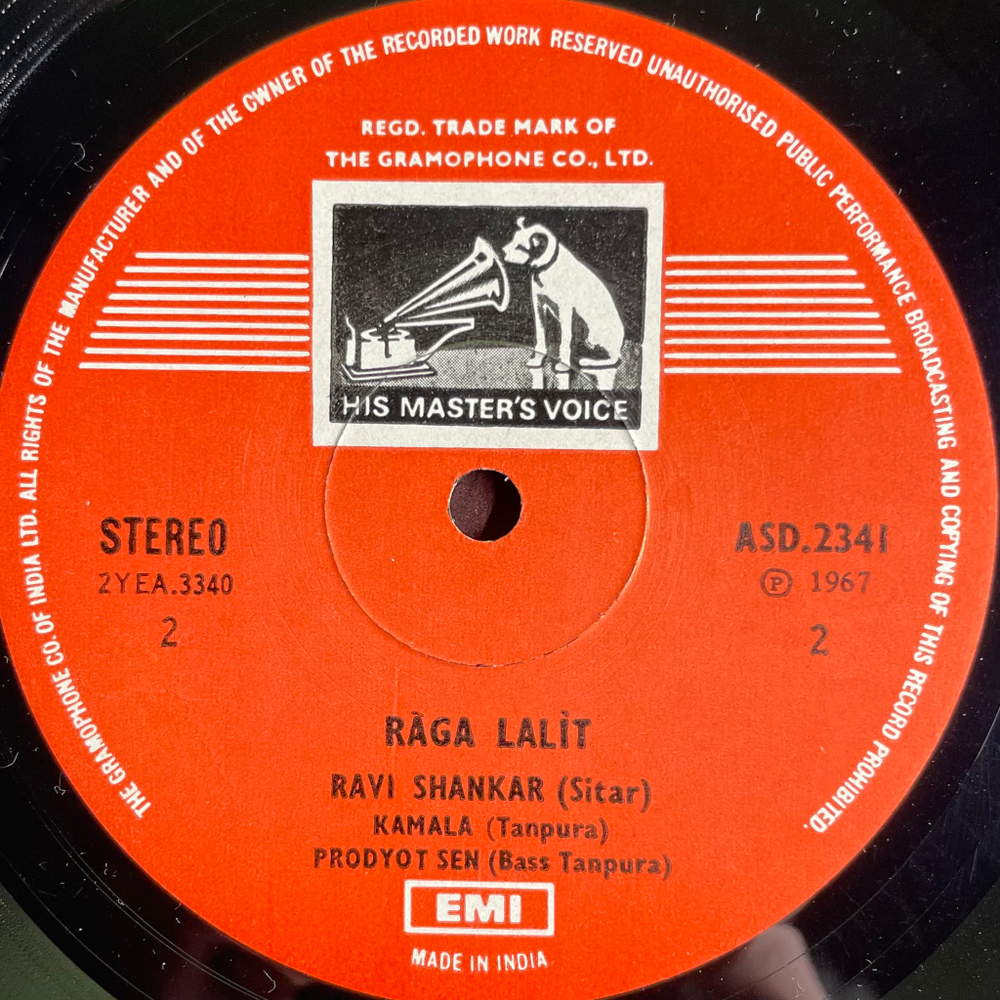 THE GRAMOPHONE CO. OF INDIA LTD. ALL RIGHTS OF THE MANUFACTURER AND OF THE OWNER OF THE RECORDED WORK RESERVED UNAUTHORISED PUBLIC PERFORMANCE BROADCASTING AND COPYING OF THIS RECORD PROHIBITED.
REGD. TRADE MARK OF
THE GRAMOPHONE CO., LTD.
HIS MASTER'S VOICE
STEREO
2YEA.3340
2
ASD.2341
℗ 1967
2
RÀGA LALÌT
RAVI SHANKAR (Sitar)
KAMALA (Tanpura)
PRODYOT SEN (Bass Tanpura)
EMI
MADE IN INDIA